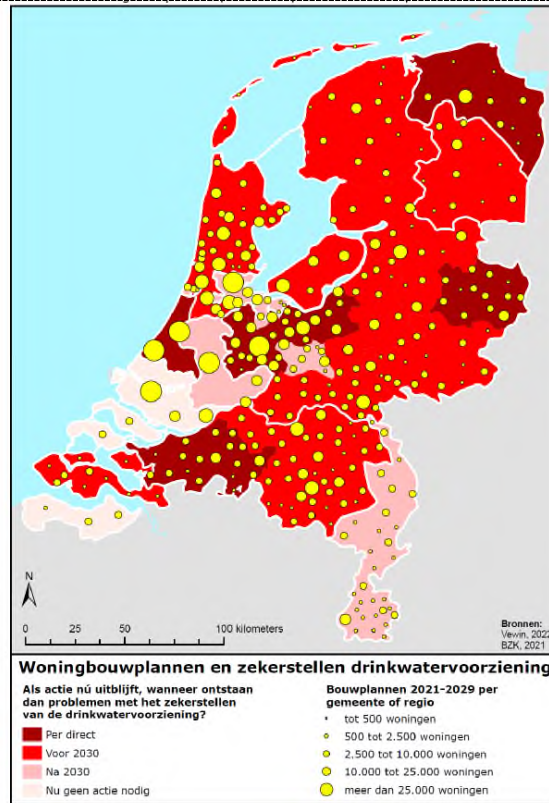 N
0 25 50 100 kilometers
Bronnen:
Vewin, 2022
BZK, 2021
Woningbouwplannen en zekerstellen drinkwatervoorziening
Als actie nú uitblijft, wanneer ontstaan
dan problemen met het zekerstellen
van de drinkwatervoorziening?
Per direct
Voor 2030
Na 2030
Nu geen actie nodig
Bouwplannen 2021-2029 per
gemeente of regio
tot 500 woningen
500 tot 2.500 woningen
2.500 tot 10.000 woningen
10.000 tot 25.000 woningen
meer dan 25.000 woningen